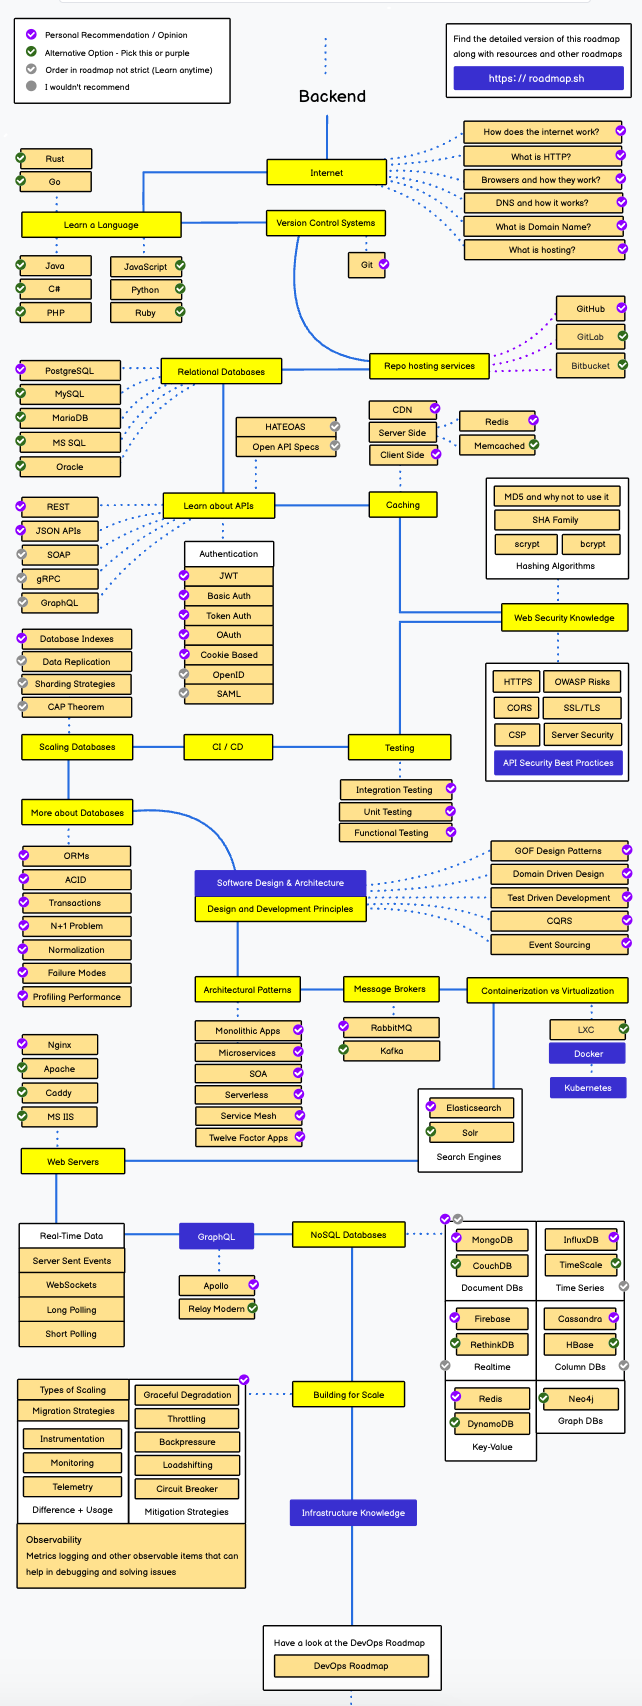 Personal Recommendation / Opinion
Alternative Option - Pick this or purple
Order in roadmap not strict (Learn anytime)
I wouldn't recommend
Find the detailed version of this roadmap
along with resources and other roadmaps
https://roadmap.sh
Backend
Internet
How does the internet work?
What is HTTP?
Browsers and how they work?
DNS and how it works?
What is Domain Name?
What is hosting?
Rust
Go
Learn a Language
Java
C#
PHP
JavaScript
Python
Ruby
Version Control Systems
Git
Repo hosting services
GitHub
GitLab
Bitbucket
Relational Databases
PostgreSQL
MySQL
MariaDB
MS SQL
Oracle
HATEOAS
Open API Specs
CDN
Server Side
Client Side
Redis
Memcached
Learn about APIs
REST
JSON APIs
SOAP
gRPC
GraphQL
Authentication
JWT
Basic Auth
Token Auth
OAuth
Cookie Based
OpenID
SAML
Caching
MD5 and why not to use it
SHA Family
scrypt
bcrypt
Hashing Algorithms
Web Security Knowledge
HTTPS
OWASP Risks
CORS
SSL/TLS
CSP
Server Security
API Security Best Practices
Database Indexes
Data Replication
Sharding Strategies
CAP Theorem
Scaling Databases
CI / CD
Testing
Integration Testing
Unit Testing
Functional Testing
More about Databases
ORMs
ACID
Transactions
N+1 Problem
Normalization
Failure Modes
Profiling Performance
Software Design & Architecture
Design and Development Principles
GOF Design Patterns
Domain Driven Design
Test Driven Development
CQRS
Event Sourcing
Architectural Patterns
Monolithic Apps
Microservices
SOA
Serverless
Service Mesh
Twelve Factor Apps
Message Brokers
RabbitMQ
Kafka
Containerization vs Virtualization
LXC
Docker
Kubernetes
Nginx
Apache
Caddy
MS IIS
Web Servers
Elasticsearch
Solr
Search Engines
Real-Time Data
Server Sent Events
WebSockets
Long Polling
Short Polling
GraphQL
Apollo
Relay Modern
NoSQL Databases
MongoDB
CouchDB
Document DBs
InfluxDB
TimeScale
Time Series
Firebase
RethinkDB
Realtime
Cassandra
HBase
Column DBs
Redis
DynamoDB
Key-Value
Neo4j
Graph DBs
Building for Scale
Types of Scaling
Migration Strategies
Instrumentation
Monitoring
Telemetry
Difference + Usage
Graceful Degradation
Throttling
Backpressure
Loadshifting
Circuit Breaker
Mitigation Strategies
Observability
Metrics logging and other observable items that can
help in debugging and solving issues
Infrastructure Knowledge
Have a look at the DevOps Roadmap
DevOps Roadmap